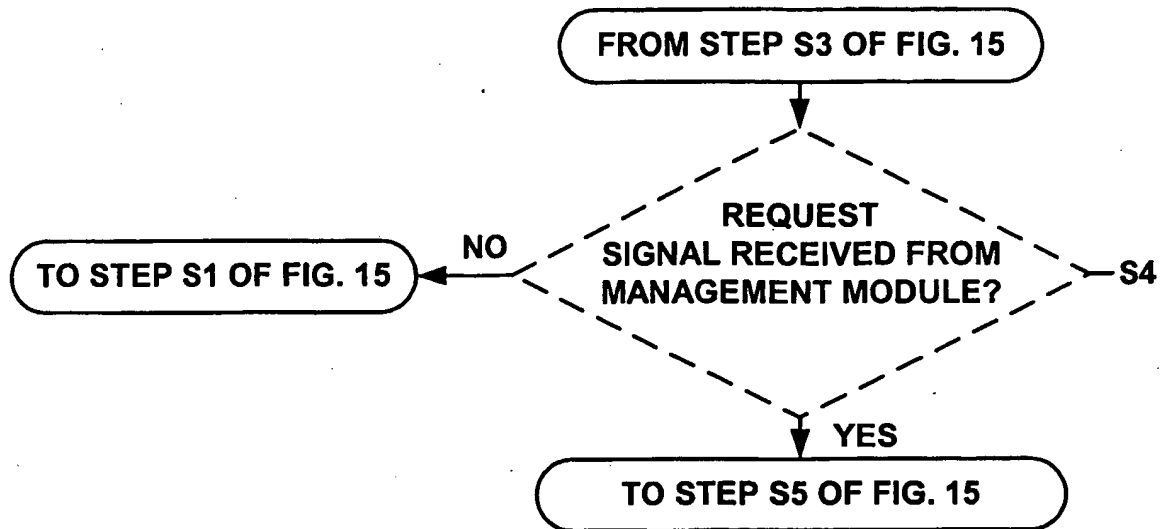 FROM STEP S3 OF FIG. 15
REQUEST
SIGNAL RECEIVED FROM
MANAGEMENT MODULE?
NO
TO STEP S1 OF FIG. 15
S4
YES
TO STEP S5 OF FIG. 15